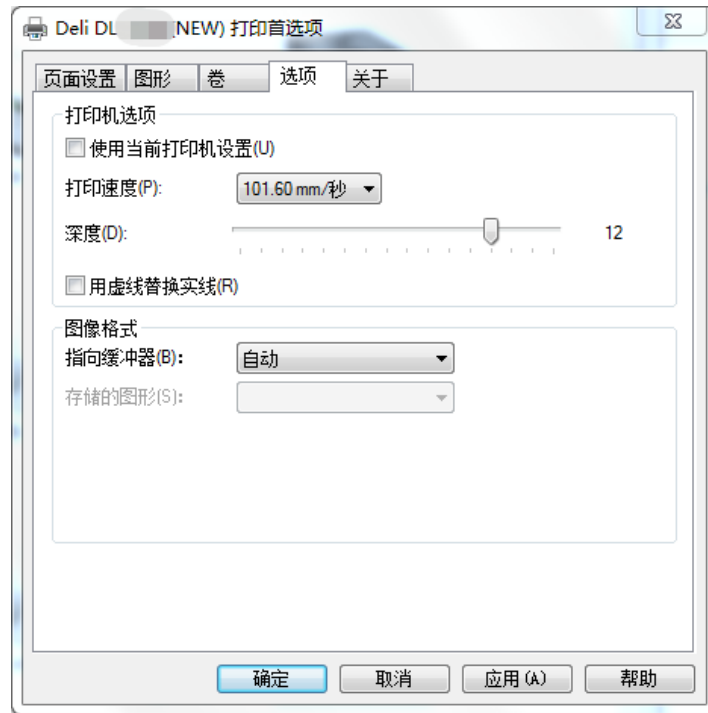 Deli DL (NEW) 打印首选项
页面设置 图形 卷 选项 关于
打印机选项
使用当前打印机设置(U)
打印速度(P): 101.60 mm/秒
深度(D): 12
用虚线替换实线(R)
图像格式
指向缓冲器(B): 自动
存储的图形(S):
确定 取消 应用(A) 帮助